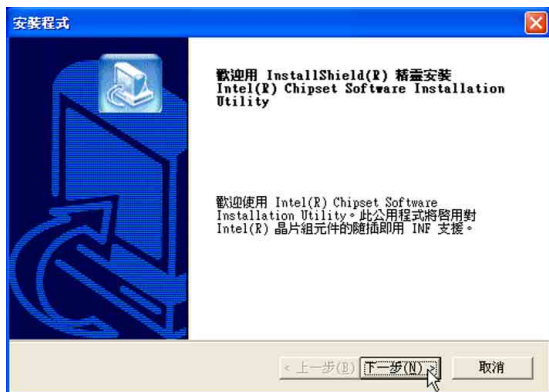 安裝程式
歡迎用 InstallShield(R) 精靈安裝
Intel(R) Chipset Software Installation
Utility
歡迎使用 Intel(R) Chipset Software
Installation Utility。此公用程式將啓用對
Intel(R) 晶片組元件的隨插即用 INF 支援。
< 上一步(B) 下一步(N) > 取消